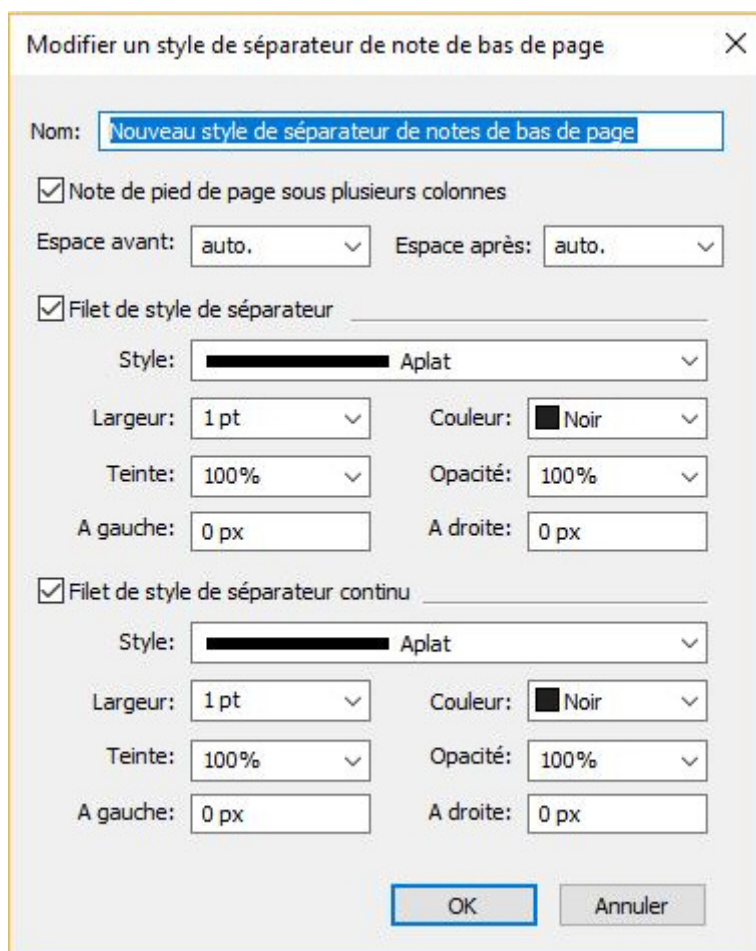 Modifier un style de séparateur de note de bas de page
Nom: Nouveau style de séparateur de notes de bas de page
Note de pied de page sous plusieurs colonnes
Espace avant: auto. Espace après: auto.
Filet de style de séparateur
Style: Aplat
Largeur: 1 pt Couleur: Noir
Teinte: 100% Opacité: 100%
A gauche: 0 px A droite: 0 px
Filet de style de séparateur continu
Style: Aplat
Largeur: 1 pt Couleur: Noir
Teinte: 100% Opacité: 100%
A gauche: 0 px A droite: 0 px
OK Annuler